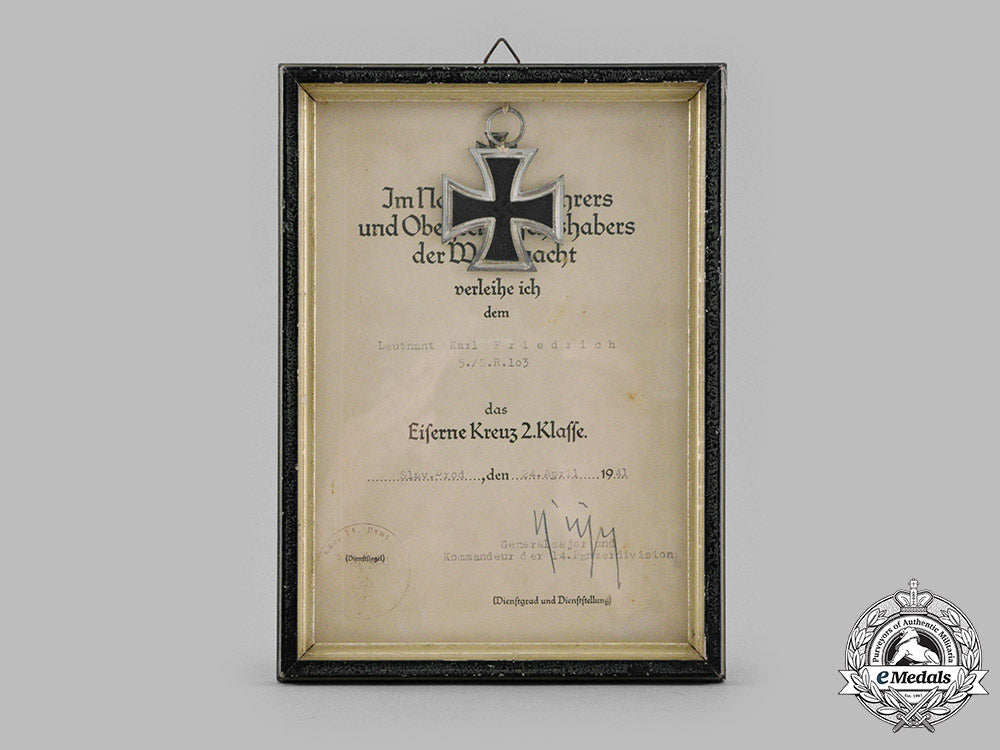 Im
und
der
verleihe ich
dem
Leutnant Karl Friedrich
5./S.R.103
das
Eiserne Kreuz 2.Klasse.
Slav.Brod, den 24.April 1941
Generalmajor und
Kommandeur der 14.Panzerdivision
(Dienstsiegel)
(Dienstgrad und Dienststellung)
Purveyors of Authentic Militaria
eMedals